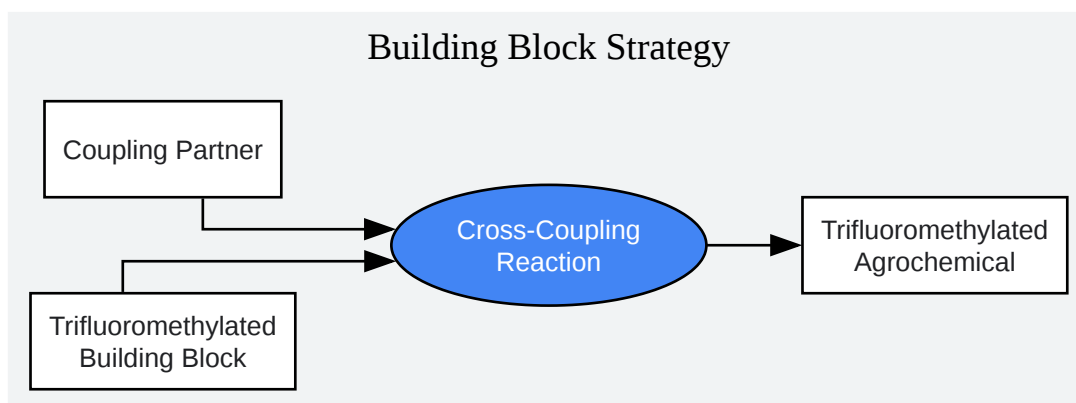 Building Block Strategy
Coupling Partner
Cross-Coupling
Reaction
Trifluoromethylated
Agrochemical
Trifluoromethylated
Building Block